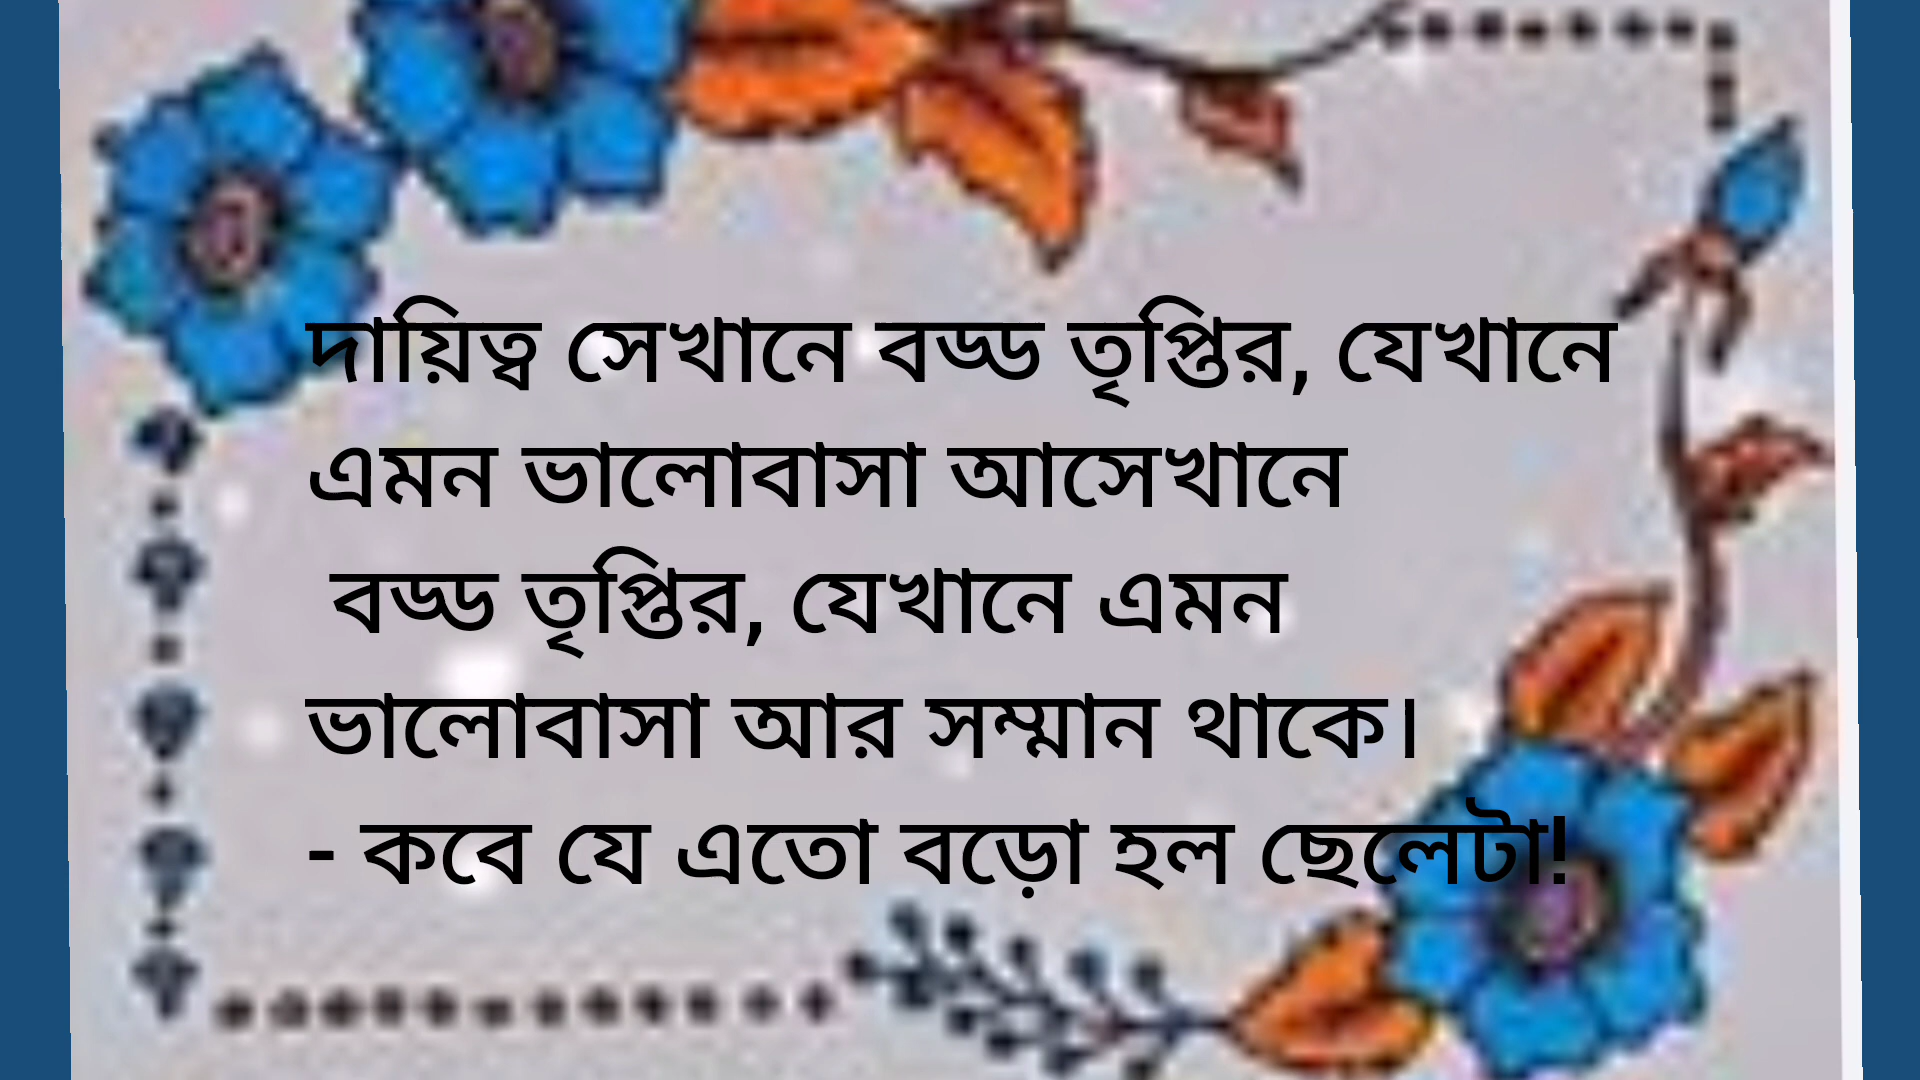 দায়িত্ব সেখানে বড্ড তৃপ্তির, যেখানে
এমন ভালোবাসা আসেখানে
বড্ড তৃপ্তির, যেখানে এমন
ভালোবাসা আর সম্মান থাকে।
- কবে যে এতো বড়ো হল ছেলেটা!